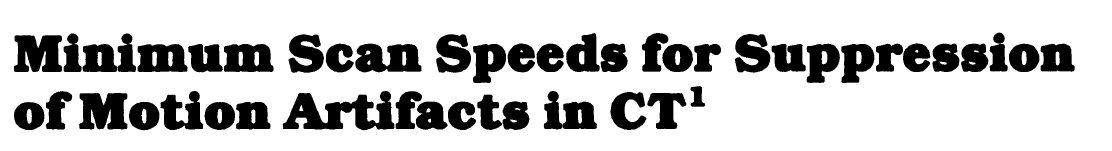 Minimum Scan Speeds for Suppression
of Motion Artifacts in CT¹